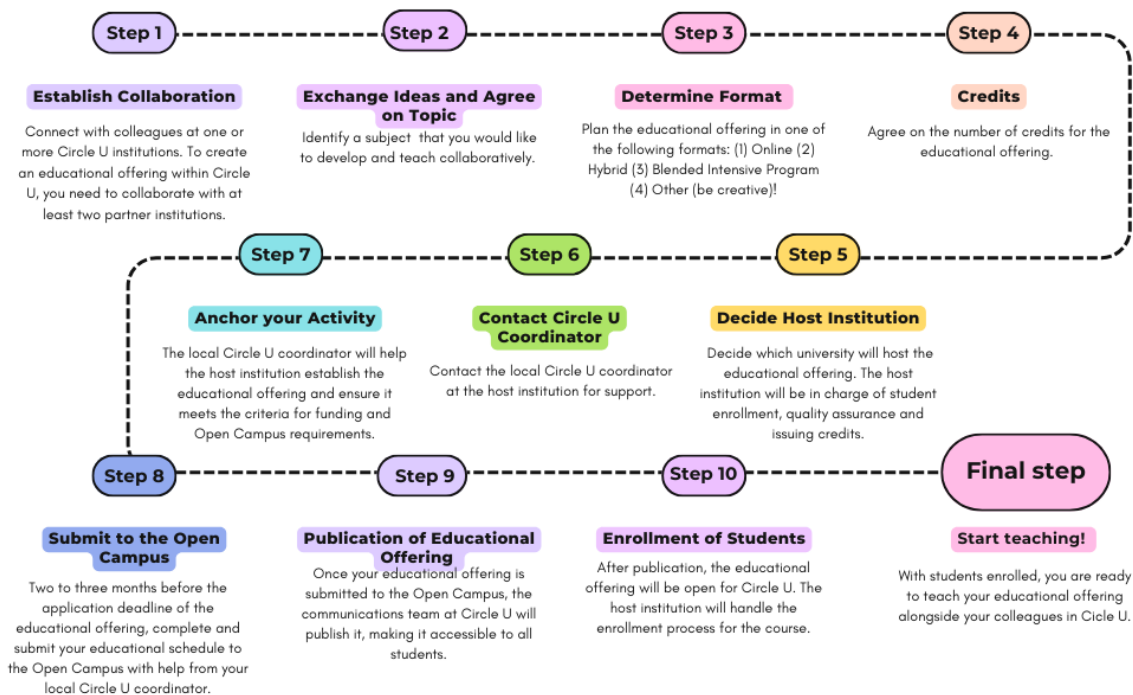 Step 1
Step 2
Step 3
Step 4
Establish Collaboration
Connect with colleagues at one or
more Circle U institutions. To create
an educational offering within Circle
U, you need to collaborate with at
least two partner institutions.
Exchange Ideas and Agree
on Topic
Identify a subject that you would like
to develop and teach collaboratively.
Determine Format
Plan the educational offering in one of
the following formats: (1) Online (2)
Hybrid (3) Blended Intensive Program
(4) Other (be creative)!
Credits
Agree on the number of credits for the
educational offering.
Step 7
Step 6
Step 5
Anchor your Activity
The local Circle U coordinator will help
the host institution establish the
educational offering and ensure it
meets the criteria for funding and
Open Campus requirements.
Contact Circle U
Coordinator
Contact the local Circle U coordinator
at the host institution for support.
Decide Host Institution
Decide which university will host the
educational offering. The host
institution will be in charge of student
enrollment, quality assurance and
issuing credits.
Step 8
Step 9
Step 10
Final step
Submit to the Open
Campus
Two to three months before the
application deadline of the
educational offering, complete and
submit your educational schedule to
the Open Campus with help from your
local Circle U coordinator.
Publication of Educational
Offering
Once your educational offering is
submitted to the Open Campus, the
communications team at Circle U will
publish it, making it accessible to all
students.
Enrollment of Students
After publication, the educational
offering will be open for Circle U. The
host institution will handle the
enrollment process for the course.
Start teaching!
With students enrolled, you are ready
to teach your educational offering
alongside your colleagues in Cicle U.